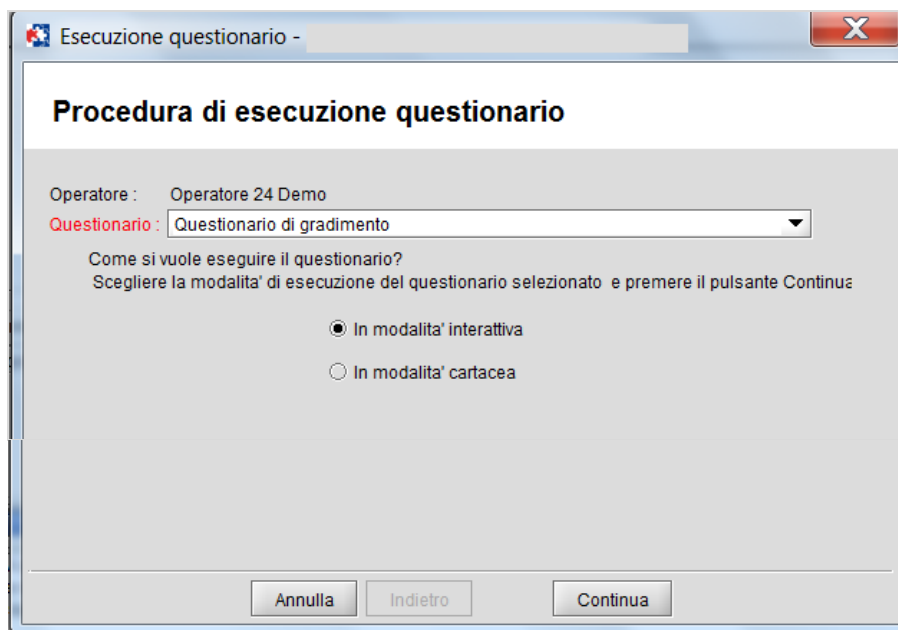 Esecuzione questionario -
Procedura di esecuzione questionario
Operatore : Operatore 24 Demo
Questionario : Questionario di gradimento
Come si vuole eseguire il questionario?
Scegliere la modalita' di esecuzione del questionario selezionato e premere il pulsante Continua
In modalita' interattiva
In modalita' cartacea
Annulla Indietro Continua